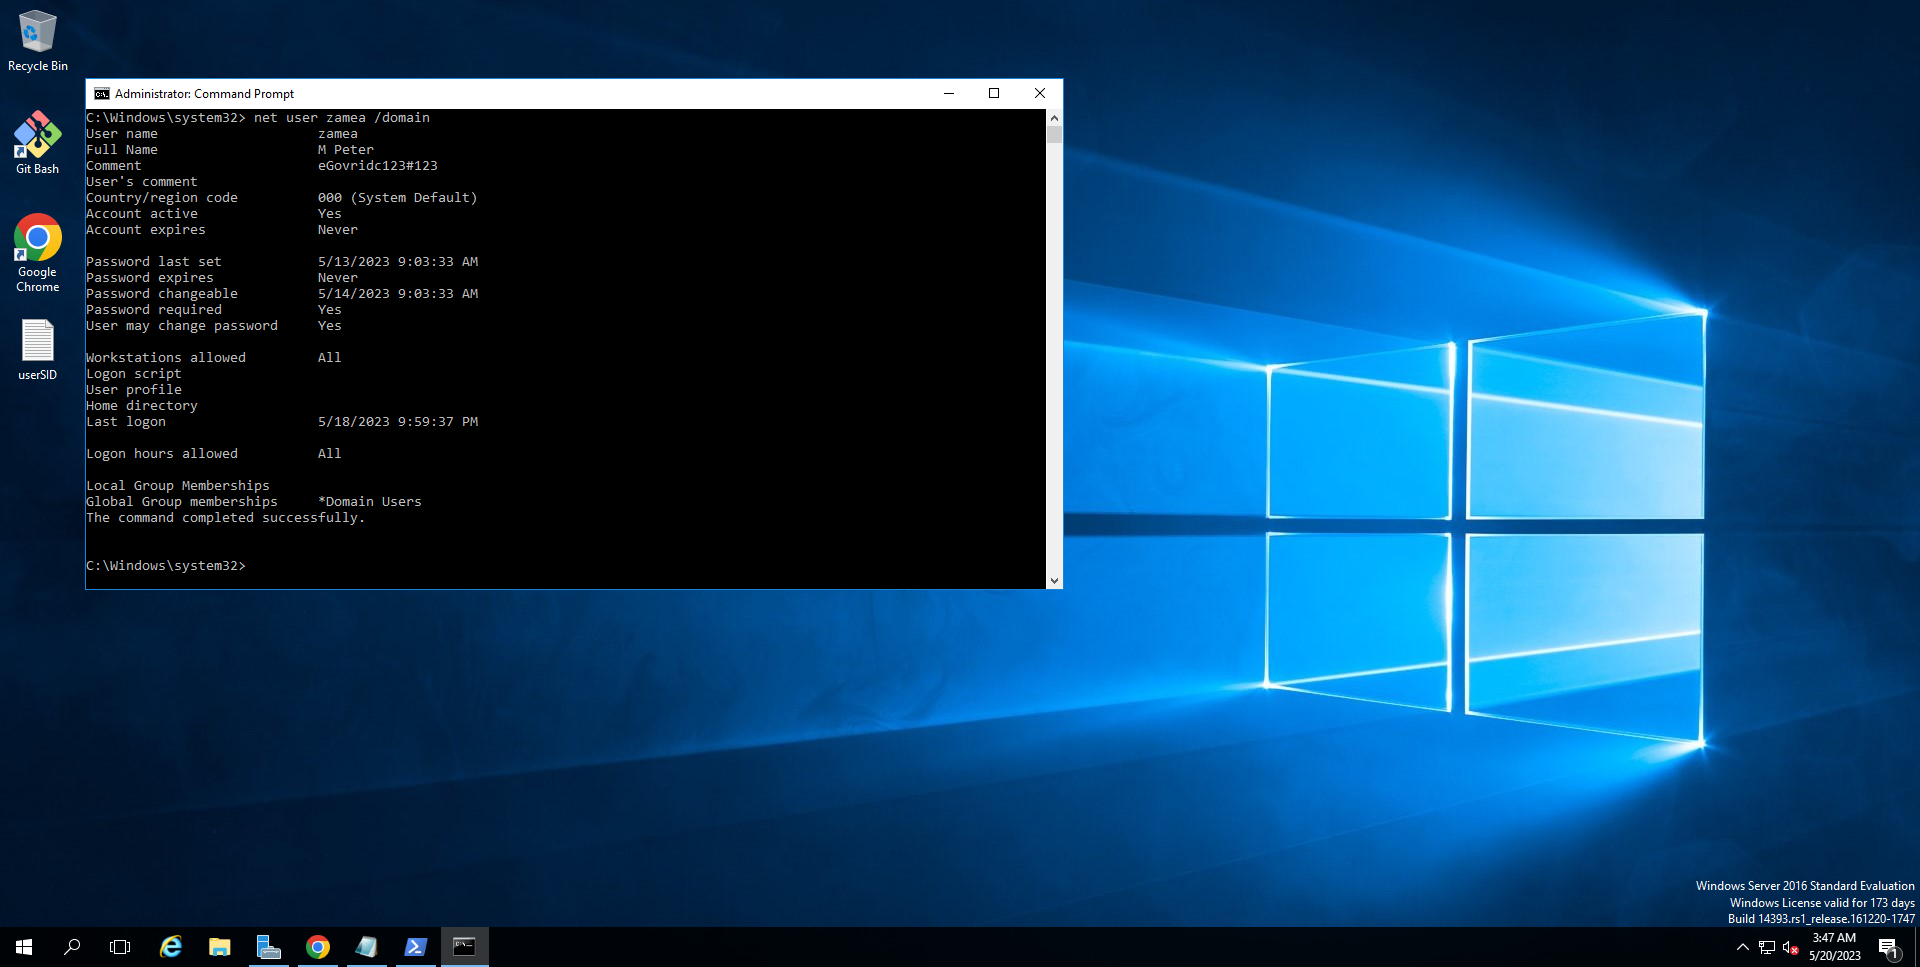 Recycle Bin
Git Bash
Google
Chrome
userSID
Administrator: Command Prompt
C:\Windows\system32> net user zamea /domain
User name zamea
Full Name M Peter
Comment eGovridc123#123
User's comment
Country/region code 000 (System Default)
Account active Yes
Account expires Never
Password last set 5/13/2023 9:03:33 AM
Password expires Never
Password changeable 5/14/2023 9:03:33 AM
Password required Yes
User may change password Yes
Workstations allowed All
Logon script
User profile
Home directory
Last logon 5/18/2023 9:59:37 PM
Logon hours allowed All
Local Group Memberships
Global Group memberships *Domain Users
The command completed successfully.
C:\Windows\system32>
Windows Server 2016 Standard Evaluation
Windows License valid for 173 days
Build 14393.rs1_release.161220-1747
3:47 AM
5/20/2023
1